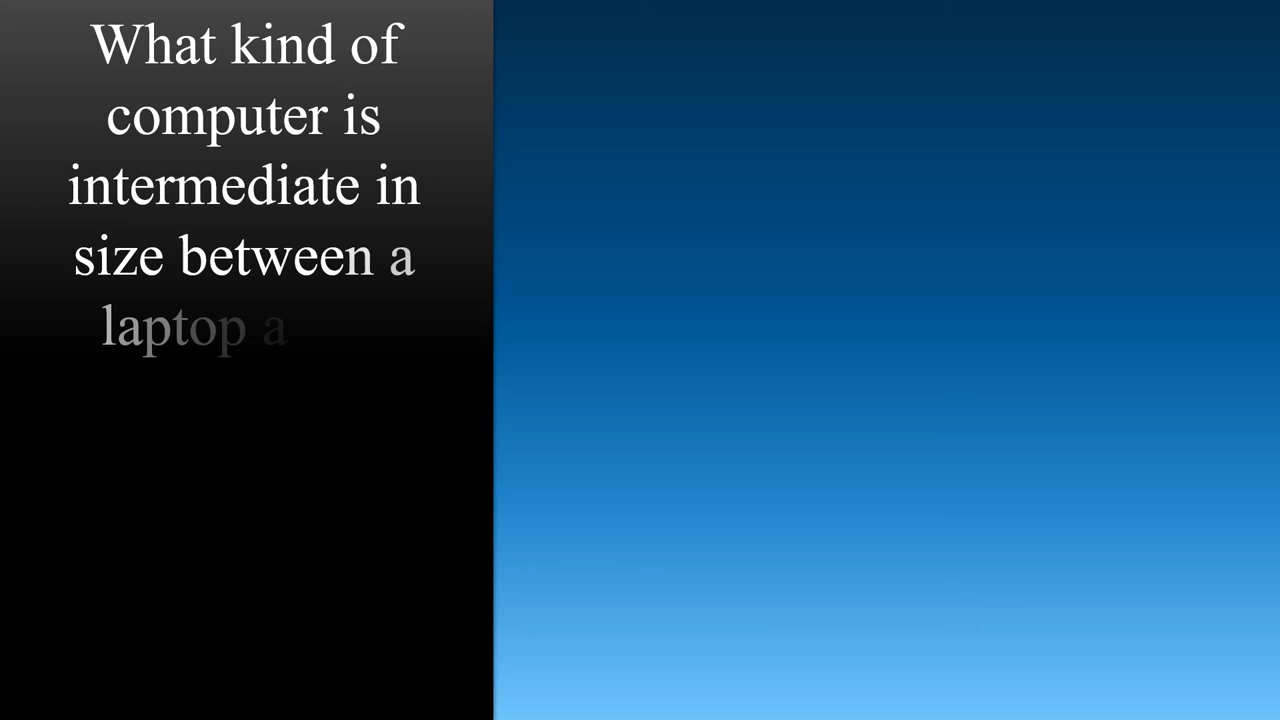 What kind of
computer is
intermediate in
size between a
laptop a